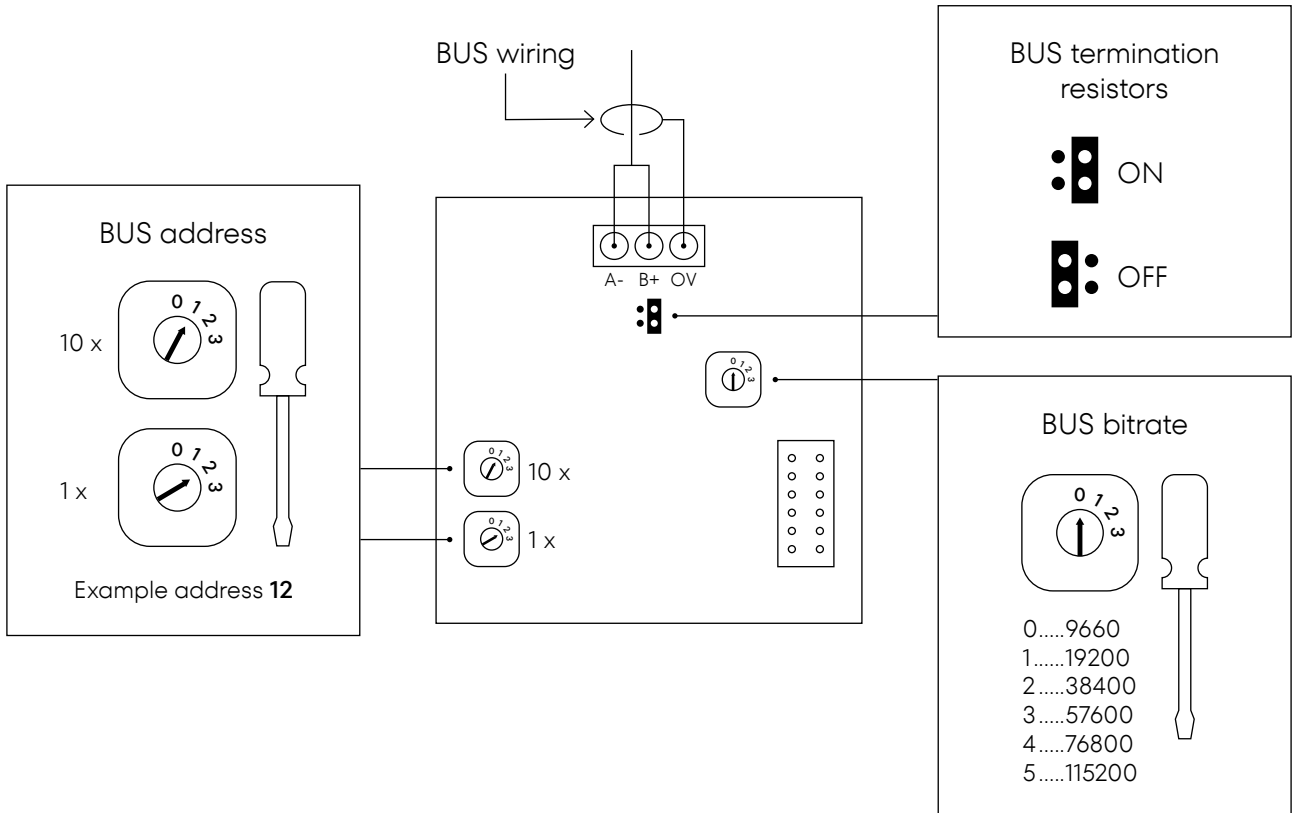 BUS wiring
BUS termination
resistors
ON
OFF
BUS address
0 1 2 3
10 x
0 1 2 3
1 x
Example address 12
A- B+ OV
0 1 2 3
0 1 2 3
10 x
0 1 2 3
1 x
BUS bitrate
0 1 2 3
0.....9660
1......19200
2.....38400
3.....57600
4.....76800
5.....115200